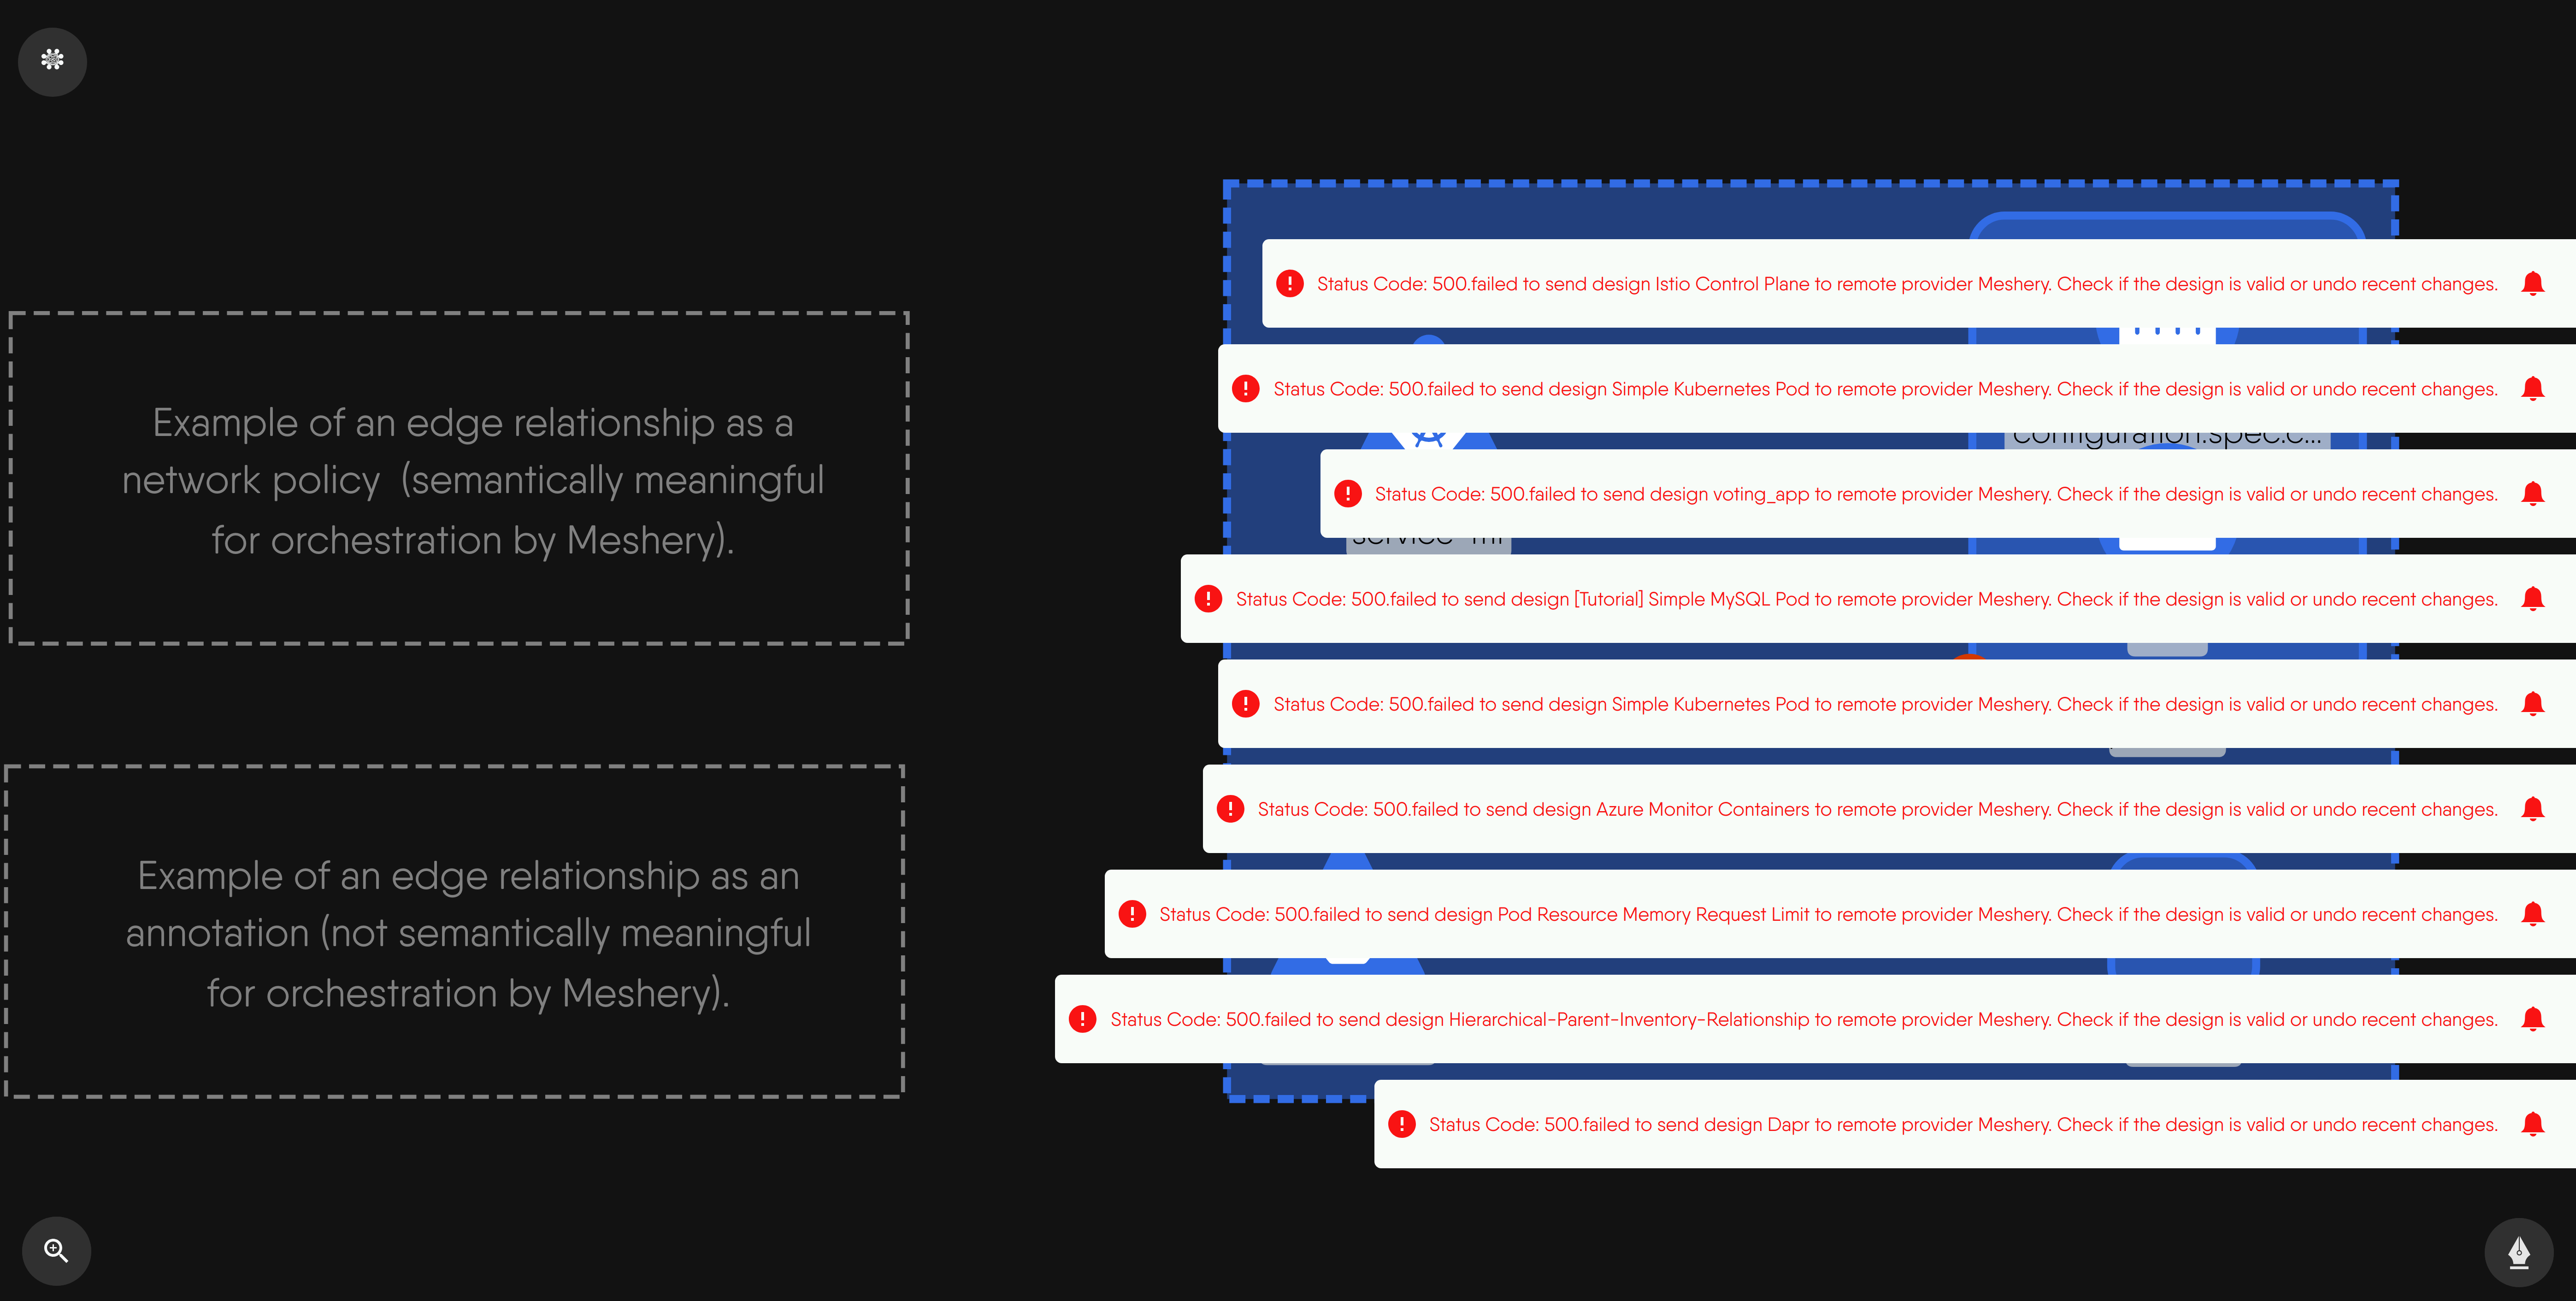 Example of an edge relationship as a
network policy (semantically meaningful
for orchestration by Meshery).
Example of an edge relationship as an
annotation (not semantically meaningful
for orchestration by Meshery).
Status Code: 500.failed to send design Istio Control Plane to remote provider Meshery. Check if the design is valid or undo recent changes.
Status Code: 500.failed to send design Simple Kubernetes Pod to remote provider Meshery. Check if the design is valid or undo recent changes.
configuration.spec.c...
Status Code: 500.failed to send design voting_app to remote provider Meshery. Check if the design is valid or undo recent changes.
Status Code: 500.failed to send design [Tutorial] Simple MySQL Pod to remote provider Meshery. Check if the design is valid or undo recent changes.
Status Code: 500.failed to send design Simple Kubernetes Pod to remote provider Meshery. Check if the design is valid or undo recent changes.
Status Code: 500.failed to send design Azure Monitor Containers to remote provider Meshery. Check if the design is valid or undo recent changes.
Status Code: 500.failed to send design Pod Resource Memory Request Limit to remote provider Meshery. Check if the design is valid or undo recent changes.
Status Code: 500.failed to send design Hierarchical-Parent-Inventory-Relationship to remote provider Meshery. Check if the design is valid or undo recent changes.
Status Code: 500.failed to send design Dapr to remote provider Meshery. Check if the design is valid or undo recent changes.